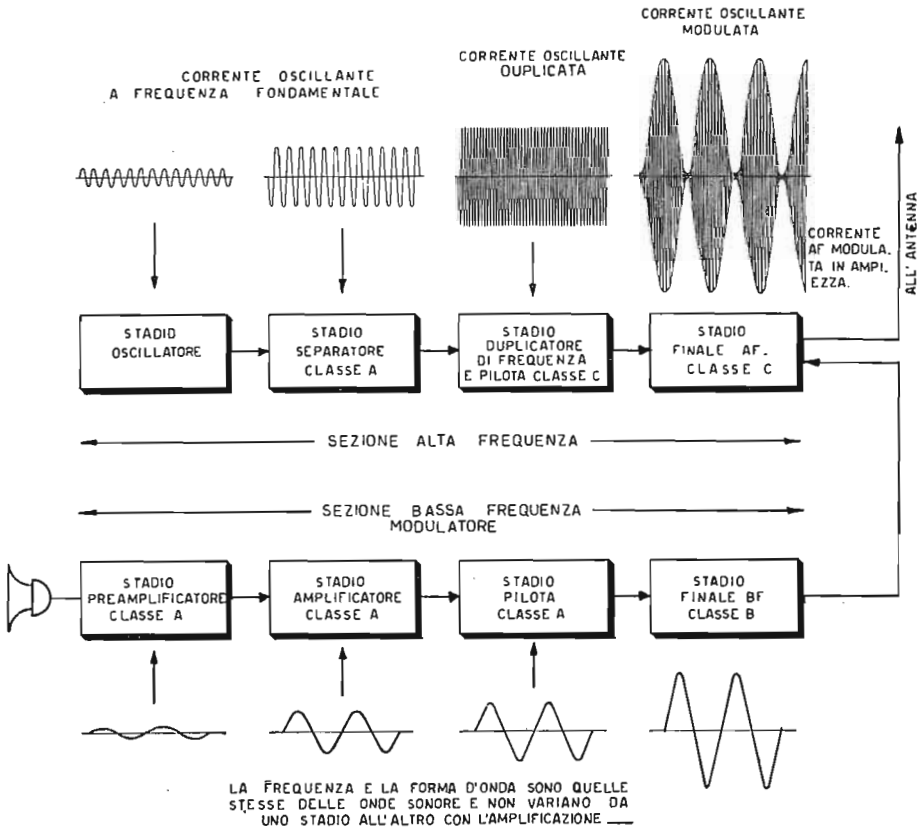 CORRENTE OSCILLANTE
MODULATA
CORRENTE OSCILLANTE
DUPLICATA
CORRENTE OSCILLANTE
A FREQUENZA FONDAMENTALE
CORRENTE
AF MODULA-
TA IN AMPI-
EZZA.
ALL'ANTENNA
STADIO
OSCILLATORE
STADIO
SEPARATORE
CLASSE A
STADIO
DUPLICATORE
DI FREQUENZA
E PILOTA CLASSE C
STADIO
FINALE AF.
CLASSE C
SEZIONE ALTA FREQUENZA
SEZIONE BASSA FREQUENZA
MODULATORE
STADIO
PREAMPLIFICATORE
CLASSE A
STADIO
AMPLIFICATORE
CLASSE A
STADIO
PILOTA
CLASSE A
STADIO
FINALE BF
CLASSE B
LA FREQUENZA E LA FORMA D'ONDA SONO QUELLE
STESSE DELLE ONDE SONORE E NON VARIANO DA
UNO STADIO ALL'ALTRO CON L'AMPLIFICAZIONE